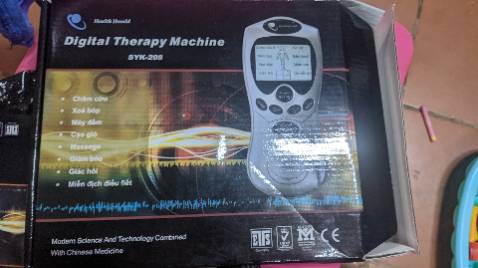 Health Herald
Digital Therapy Machine
SYK-208
Châm cứu
Xoá bóp
Máy đấm
Cạo gió
Massage
Giảm béo
Giác hơi
Miễn dịch điều tiết
Modern Science And Technology Combined
With Chinese Medicine
CE